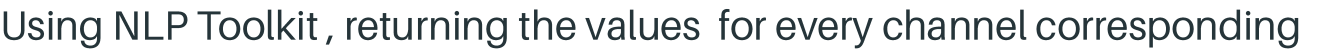 Using NLP Toolkit , returning the values  for every channel corresponding